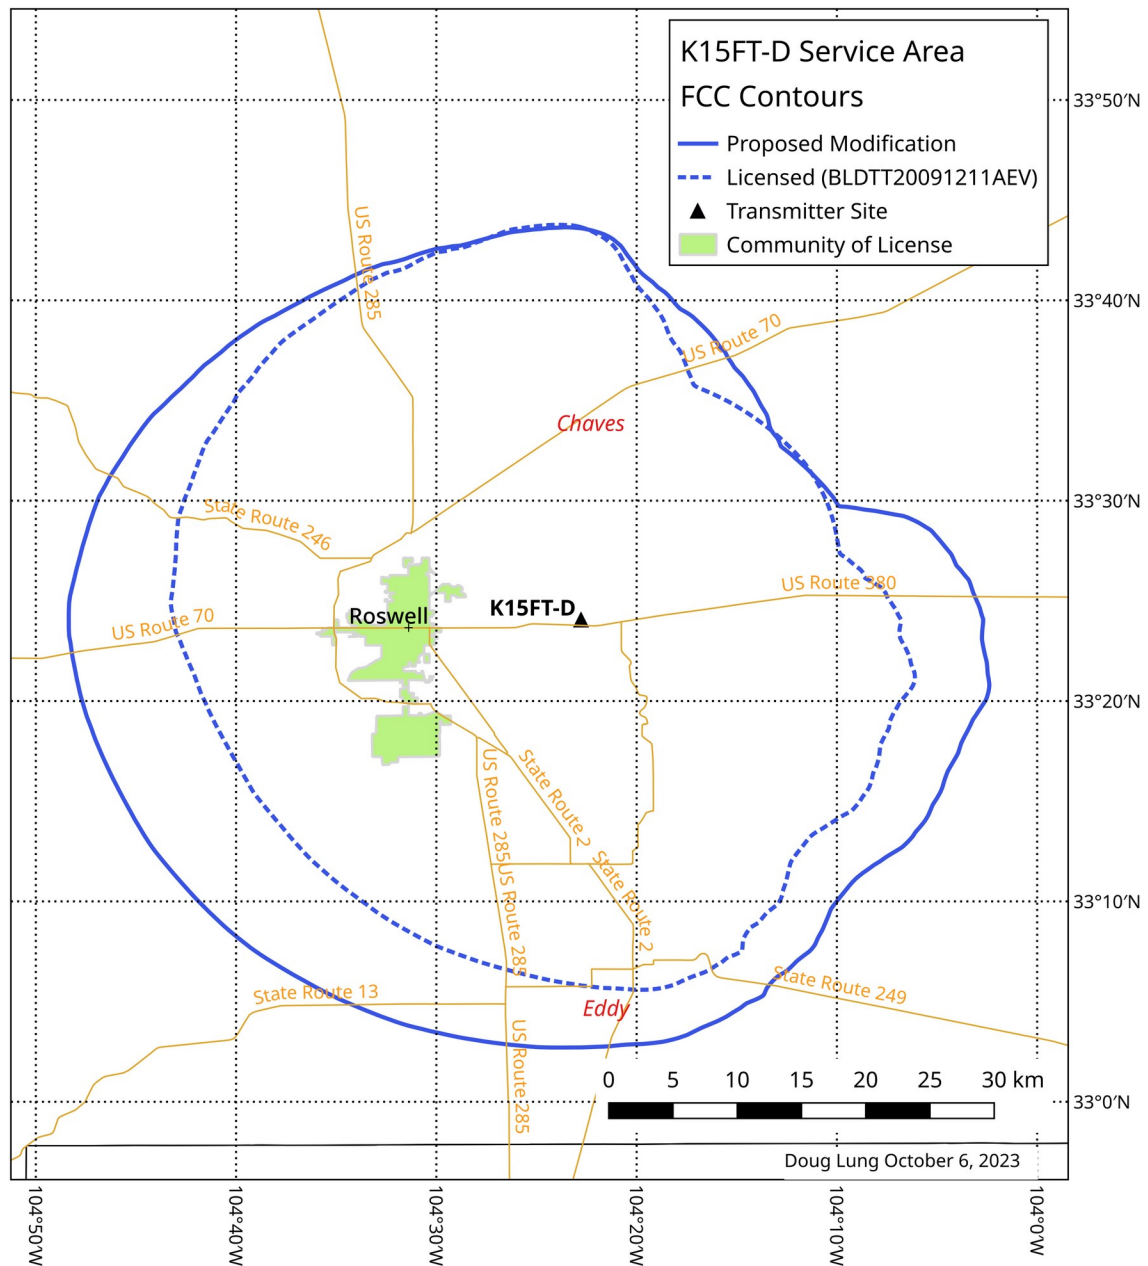 K15FT-D Service Area
FCC Contours
Proposed Modification
Licensed (BLDTT20091211AEV)
Transmitter Site
Community of License
33°50′N
33°40′N
33°30′N
33°20′N
33°10′N
33°0′N
US Route 285
US Route 70
Chaves
State Route 246
US Route 380
K15FT-D
Roswell
US Route 70
US Route 285
State Route 2
US Route 285
State Route 2
State Route 13
State Route 249
Eddy
US Route 285
0 5 10 15 20 25 30 km
Doug Lung October 6, 2023
104°50′W
104°40′W
104°30′W
104°20′W
104°10′W
104°0′W